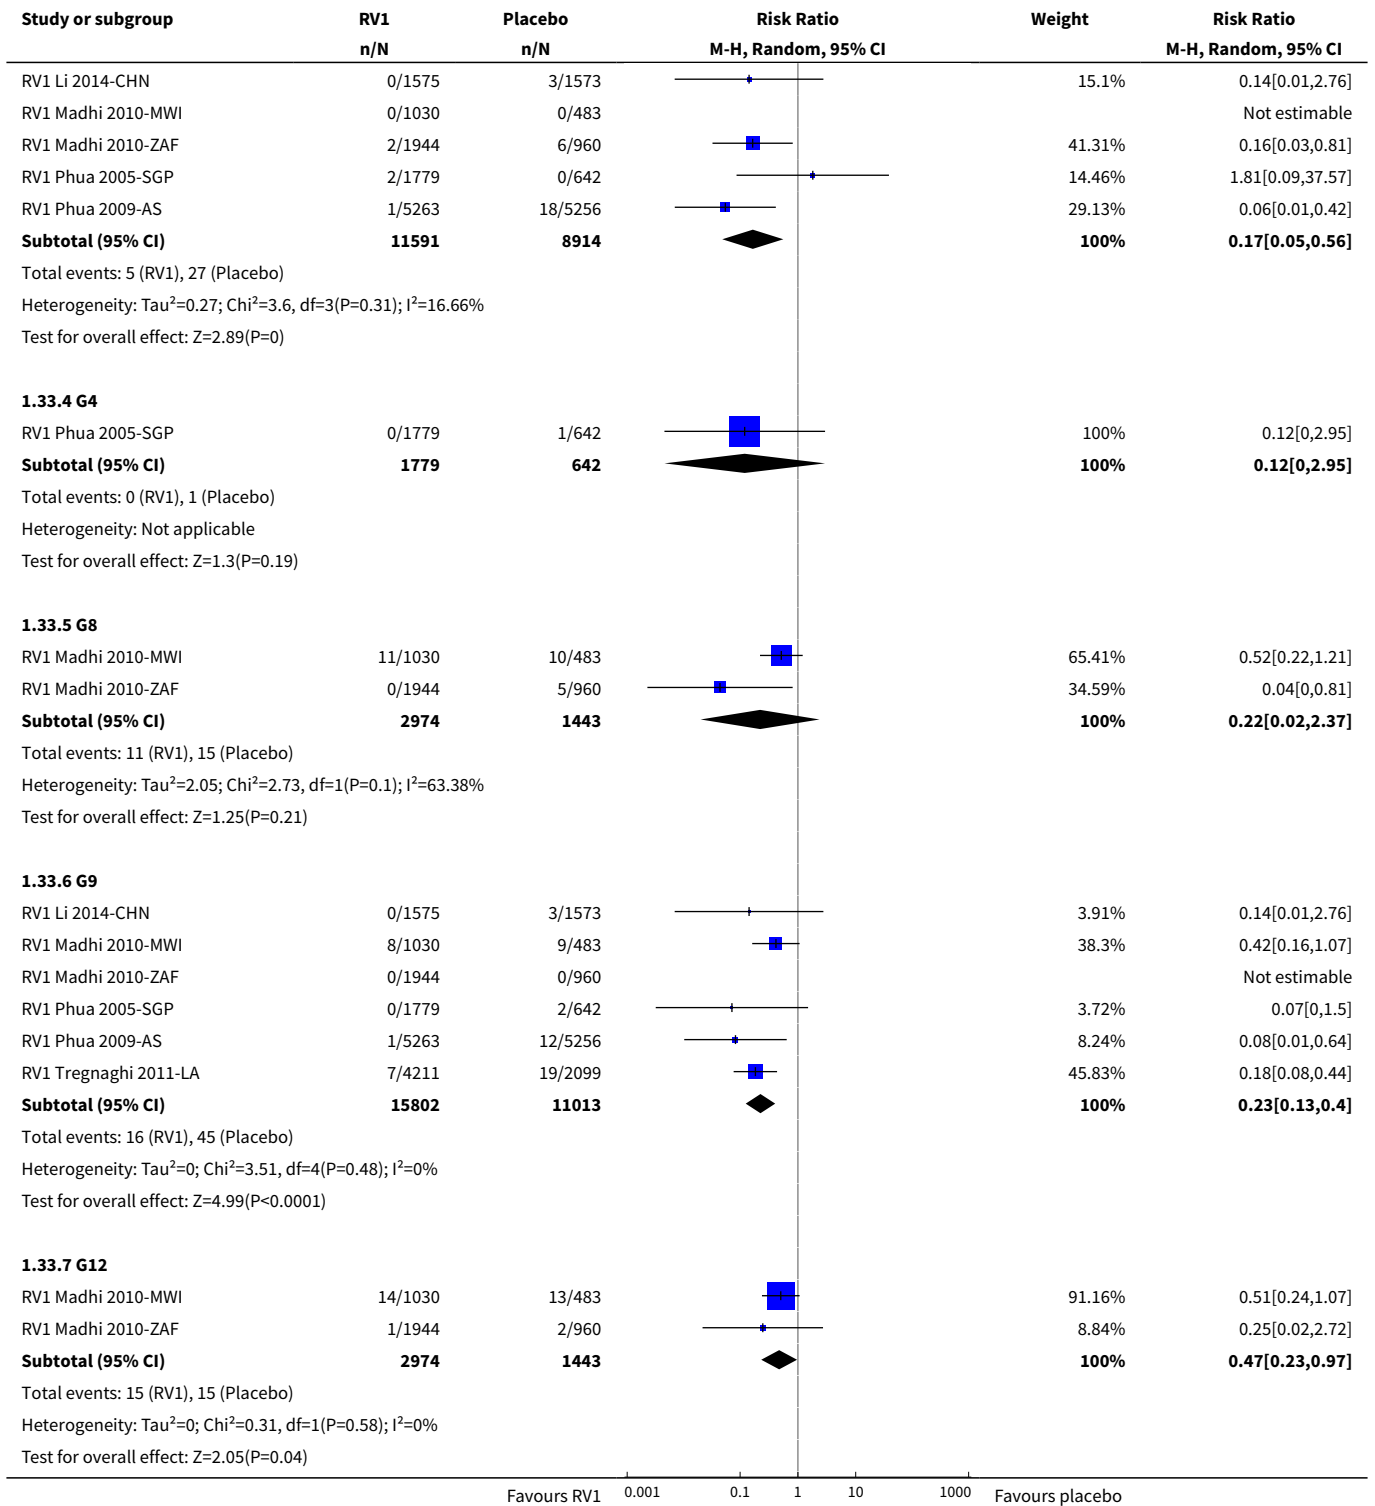 Study or subgroup RV1 Placebo Risk Ratio Weight Risk Ratio
n/N n/N M-H, Random, 95% CI M-H, Random, 95% CI
RV1 Li 2014-CHN 0/1575 3/1573 15.1% 0.14[0.01,2.76]
RV1 Madhi 2010-MWI 0/1030 0/483 Not estimable
RV1 Madhi 2010-ZAF 2/1944 6/960 41.31% 0.16[0.03,0.81]
RV1 Phua 2005-SGP 2/1779 0/642 14.46% 1.81[0.09,37.57]
RV1 Phua 2009-AS 1/5263 18/5256 29.13% 0.06[0.01,0.42]
Subtotal (95% CI) 11591 8914 100% 0.17[0.05,0.56]
Total events: 5 (RV1), 27 (Placebo)
Heterogeneity: Tau²=0.27; Chi²=3.6, df=3(P=0.31); I²=16.66%
Test for overall effect: Z=2.89(P=0)
1.33.4 G4
RV1 Phua 2005-SGP 0/1779 1/642 100% 0.12[0,2.95]
Subtotal (95% CI) 1779 642 100% 0.12[0,2.95]
Total events: 0 (RV1), 1 (Placebo)
Heterogeneity: Not applicable
Test for overall effect: Z=1.3(P=0.19)
1.33.5 G8
RV1 Madhi 2010-MWI 11/1030 10/483 65.41% 0.52[0.22,1.21]
RV1 Madhi 2010-ZAF 0/1944 5/960 34.59% 0.04[0,0.81]
Subtotal (95% CI) 2974 1443 100% 0.22[0.02,2.37]
Total events: 11 (RV1), 15 (Placebo)
Heterogeneity: Tau²=2.05; Chi²=2.73, df=1(P=0.1); I²=63.38%
Test for overall effect: Z=1.25(P=0.21)
1.33.6 G9
RV1 Li 2014-CHN 0/1575 3/1573 3.91% 0.14[0.01,2.76]
RV1 Madhi 2010-MWI 8/1030 9/483 38.3% 0.42[0.16,1.07]
RV1 Madhi 2010-ZAF 0/1944 0/960 Not estimable
RV1 Phua 2005-SGP 0/1779 2/642 3.72% 0.07[0,1.5]
RV1 Phua 2009-AS 1/5263 12/5256 8.24% 0.08[0.01,0.64]
RV1 Tregnaghi 2011-LA 7/4211 19/2099 45.83% 0.18[0.08,0.44]
Subtotal (95% CI) 15802 11013 100% 0.23[0.13,0.4]
Total events: 16 (RV1), 45 (Placebo)
Heterogeneity: Tau²=0; Chi²=3.51, df=4(P=0.48); I²=0%
Test for overall effect: Z=4.99(P<0.0001)
1.33.7 G12
RV1 Madhi 2010-MWI 14/1030 13/483 91.16% 0.51[0.24,1.07]
RV1 Madhi 2010-ZAF 1/1944 2/960 8.84% 0.25[0.02,2.72]
Subtotal (95% CI) 2974 1443 100% 0.47[0.23,0.97]
Total events: 15 (RV1), 15 (Placebo)
Heterogeneity: Tau²=0; Chi²=0.31, df=1(P=0.58); I²=0%
Test for overall effect: Z=2.05(P=0.04)
Favours RV1 0.001 0.1 1 10 1000 Favours placebo